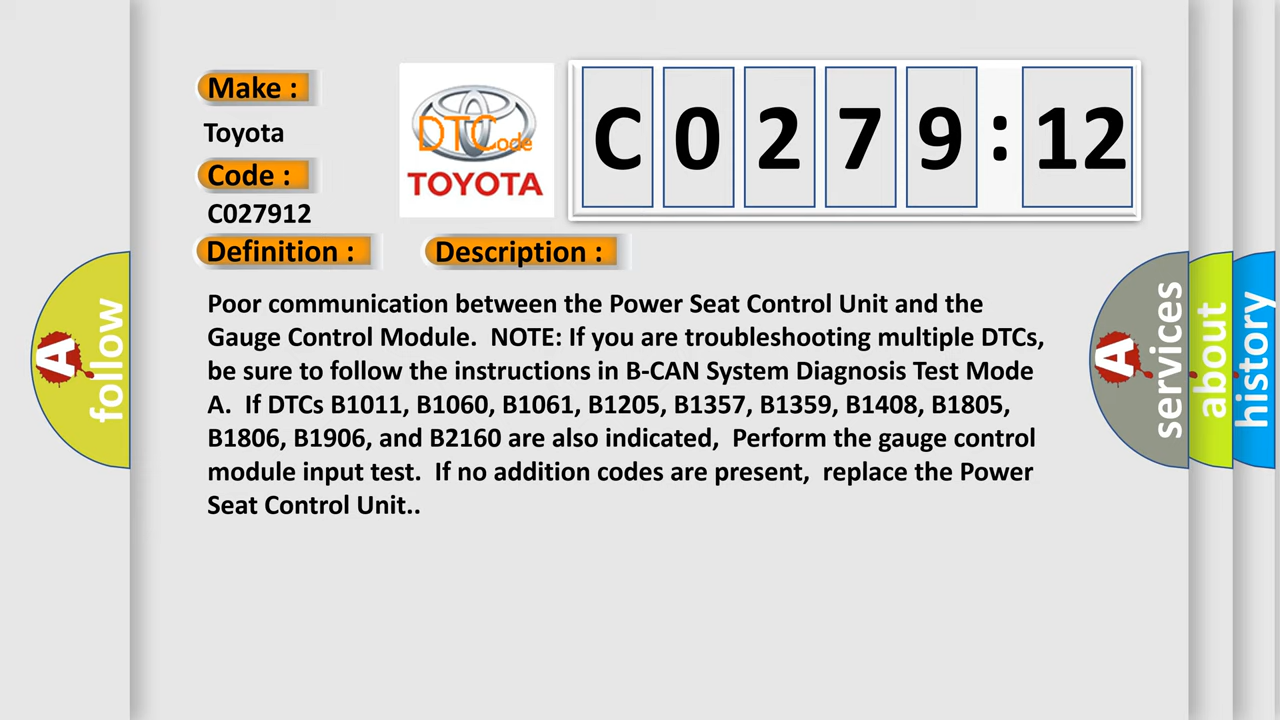 Make :
Toyota
Code :
C027912
Definition :
Description :
DTCode
TOYOTA
C0279:12
Poor communication between the Power Seat Control Unit and the
Gauge Control Module  NOTE: If you are troubleshooting multiple DTCs,
be sure to follow the instructions in B-CAN System Diagnosis Test Mode
A  If DTCs B1011, B1060, B1061, B1205, B1357, B1359, B1408, B1805,
B1806, B1906, and B2160 are also indicated,  Perform the gauge control
module input test  If no addition codes are present,  replace the Power
Seat Control Unit..
A
follow
A
services
about
history